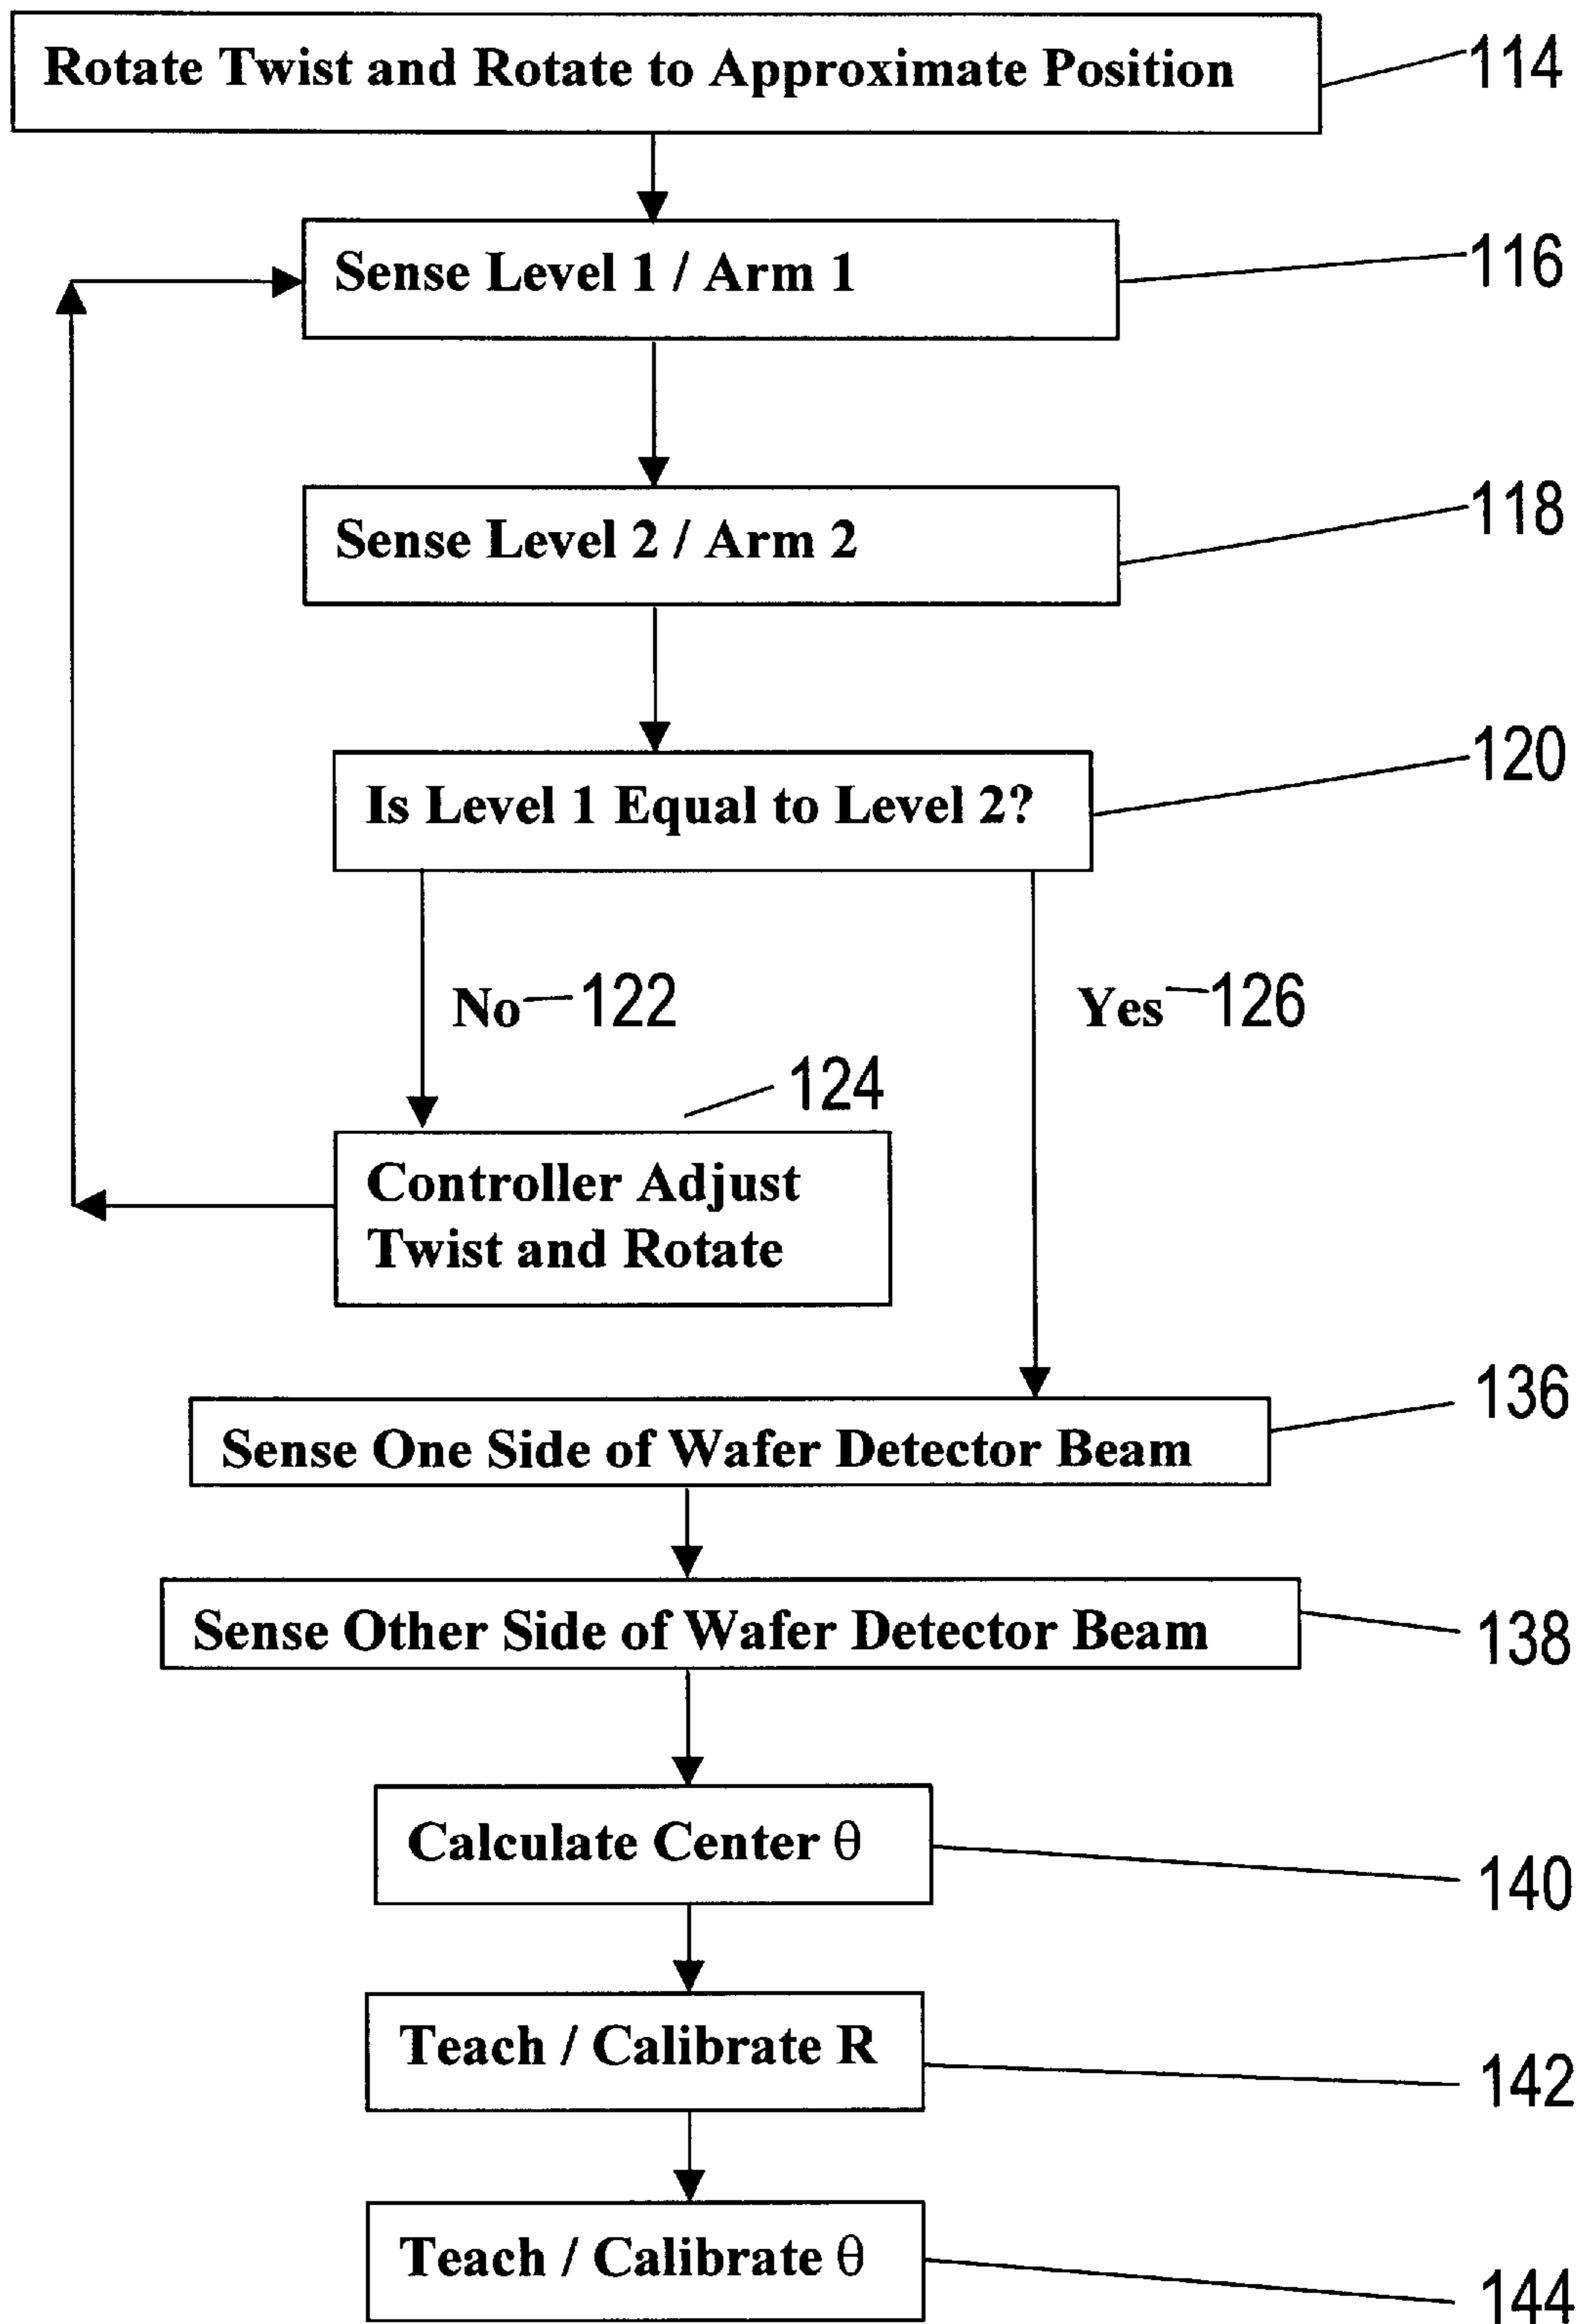 Rotate Twist and Rotate to Approximate Position
114
Sense Level 1 / Arm 1
116
Sense Level 2 / Arm 2
118
Is Level 1 Equal to Level 2?
120
No
122
Yes
126
124
Controller Adjust
Twist and Rotate
Sense One Side of Wafer Detector Beam
136
Sense Other Side of Wafer Detector Beam
138
Calculate Center θ
140
Teach / Calibrate R
142
Teach / Calibrate θ
144